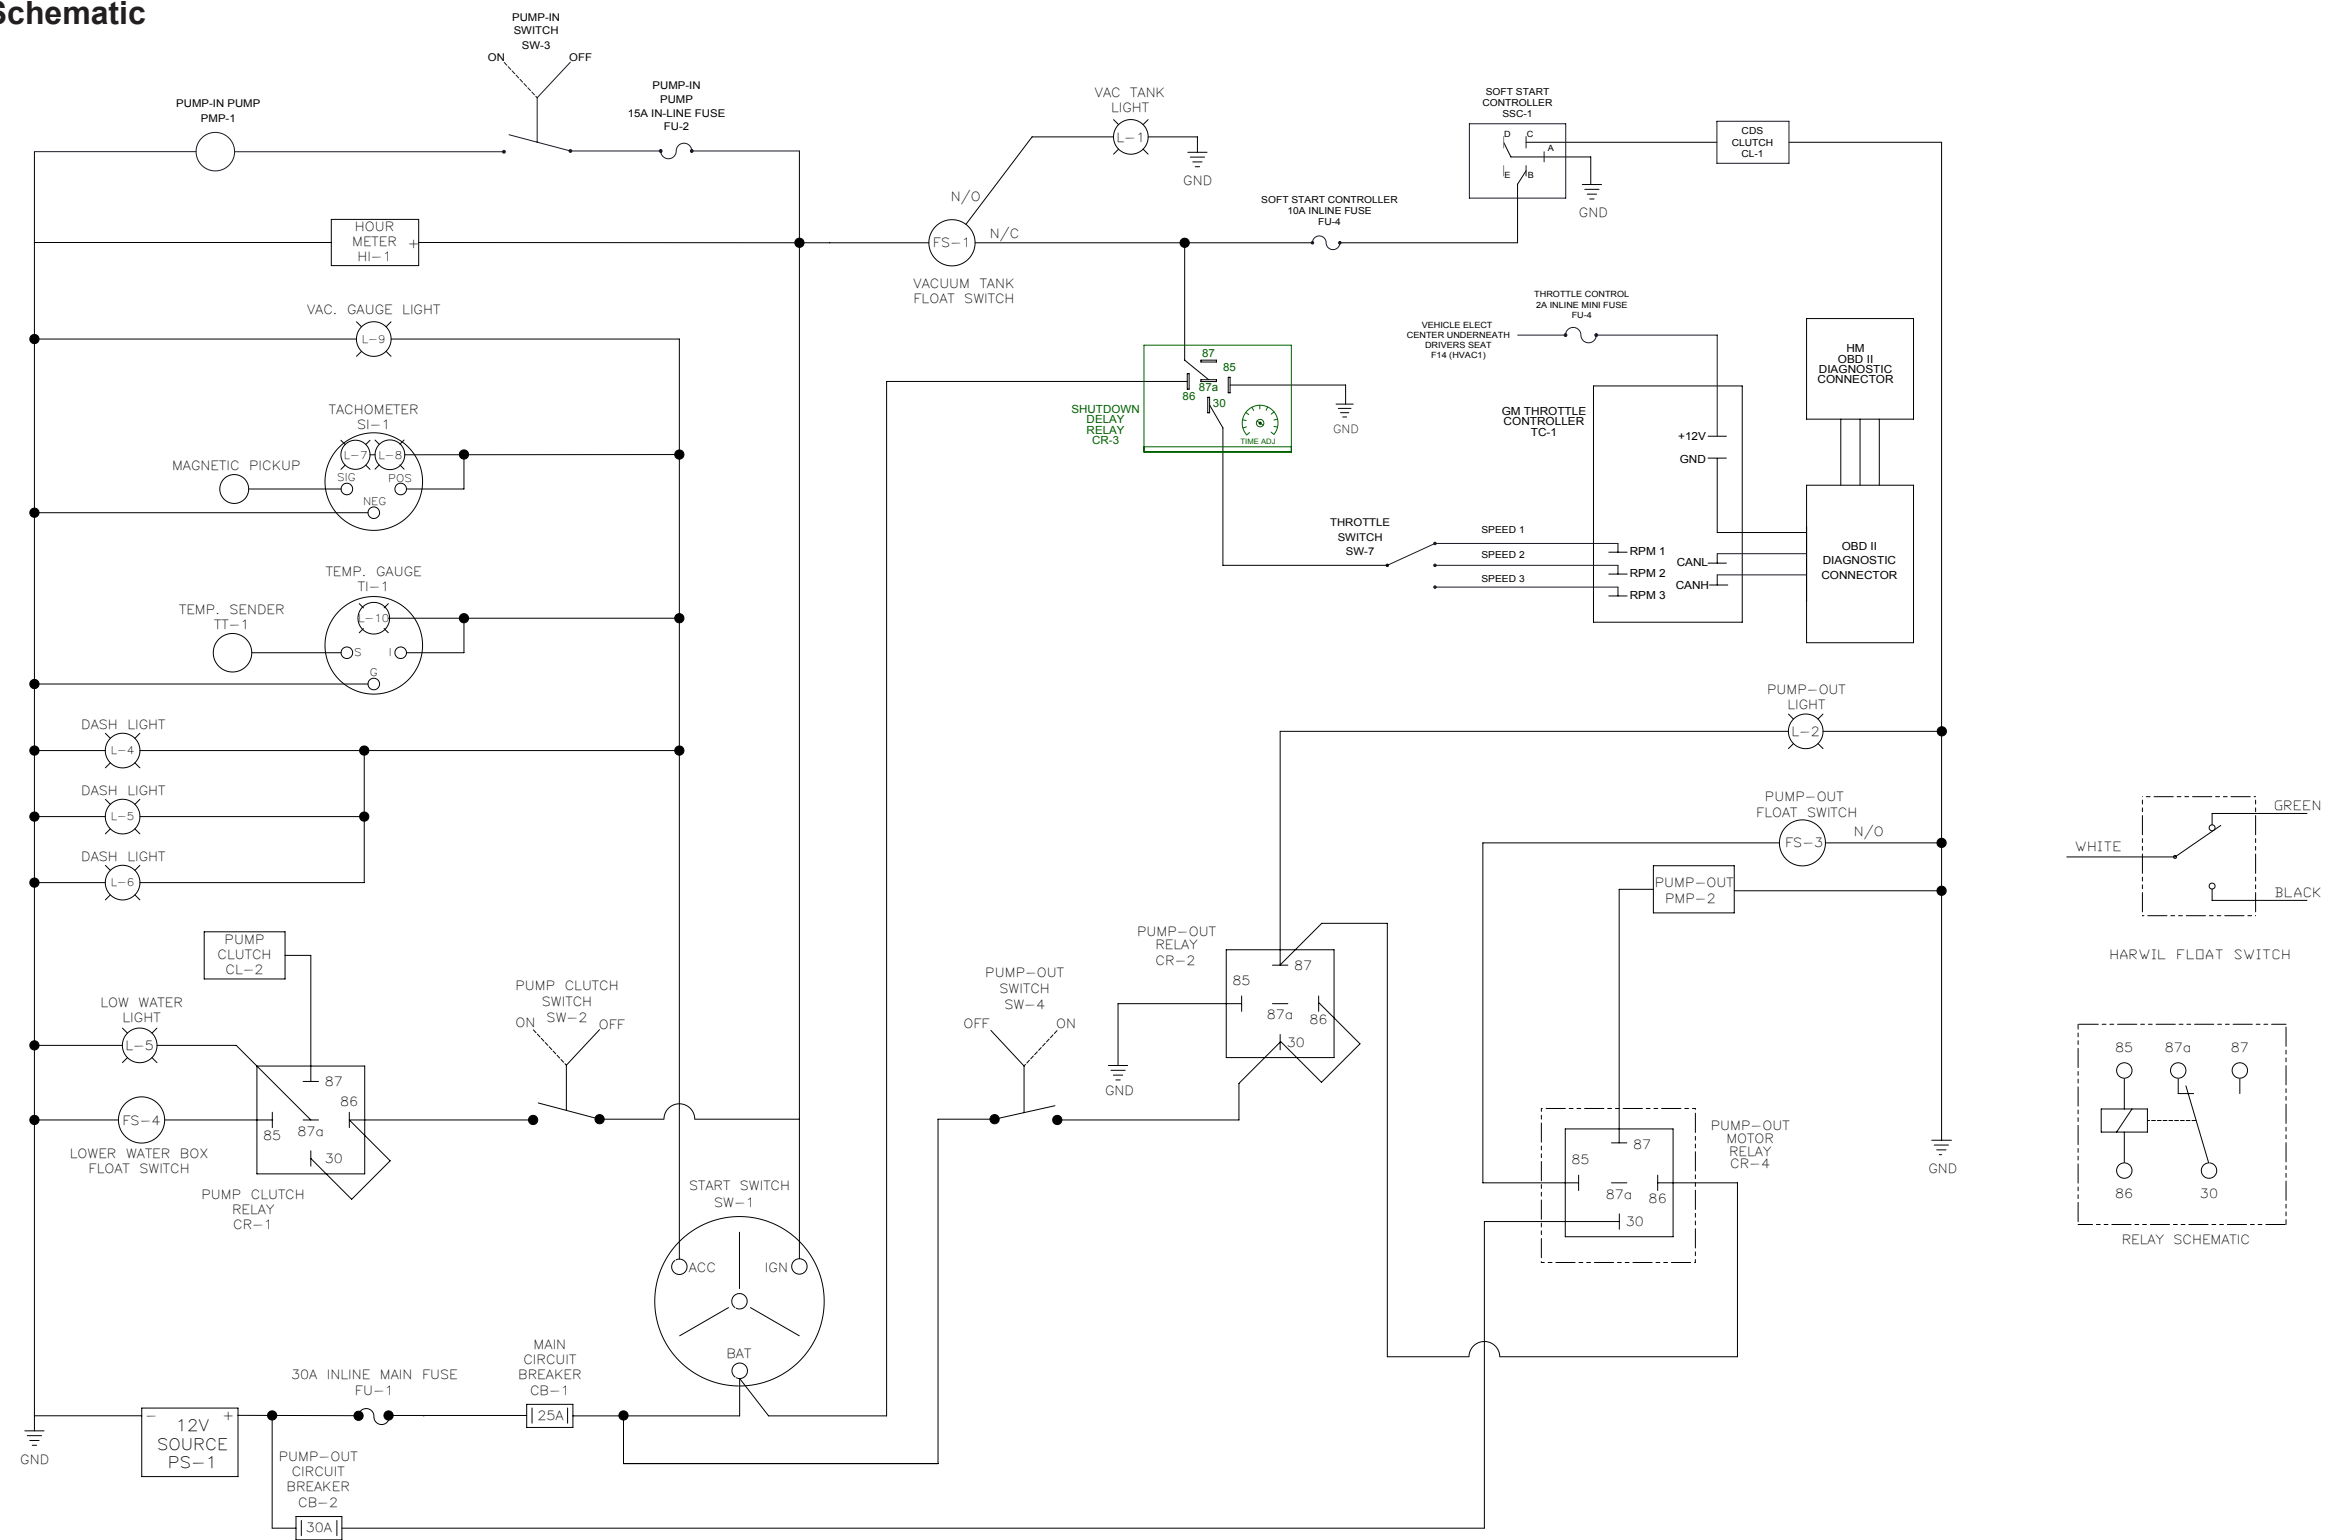 Schematic
PUMP-IN
SWITCH
SW-3
ON
OFF
PUMP-IN PUMP
PMP-1
PUMP-IN
PUMP
15A IN-LINE FUSE
FU-2
VAC TANK
LIGHT
L-1
GND
SOFT START
CONTROLLER
SSC-1
D
C
A
E
B
GND
CDS
CLUTCH
CL-1
HOUR
METER
HI-1
+
N/O
FS-1
N/C
VACUUM TANK
FLOAT SWITCH
SOFT START CONTROLLER
10A INLINE FUSE
FU-4
VAC. GAUGE LIGHT
L-9
THROTTLE CONTROL
2A INLINE MINI FUSE
FU-4
VEHICLE ELECT
CENTER UNDERNEATH
DRIVERS SEAT
F14 (HVAC1)
HM
OBD II
DIAGNOSTIC
CONNECTOR
87
85
86
87a
30
TIME ADJ
SHUTDOWN
DELAY
RELAY
CR-3
GND
GM THROTTLE
CONTROLLER
TC-1
+12V
GND
TACHOMETER
SI-1
L-7
L-8
SIG
POS
NEG
MAGNETIC PICKUP
THROTTLE
SWITCH
SW-7
SPEED 1
SPEED 2
SPEED 3
RPM 1
RPM 2
RPM 3
CANL
CANH
OBD II
DIAGNOSTIC
CONNECTOR
TEMP. GAUGE
TI-1
L-10
S
I
G
TEMP. SENDER
TT-1
DASH LIGHT
L-4
DASH LIGHT
L-5
DASH LIGHT
L-6
PUMP-OUT
LIGHT
L-2
PUMP-OUT
FLOAT SWITCH
FS-3
N/O
PUMP-OUT
PMP-2
WHITE
GREEN
BLACK
HARWIL FLOAT SWITCH
PUMP
CLUTCH
CL-2
LOW WATER
LIGHT
L-5
FS-4
LOWER WATER BOX
FLOAT SWITCH
87
86
85
87a
30
PUMP CLUTCH
RELAY
CR-1
PUMP CLUTCH
SWITCH
SW-2
ON
OFF
PUMP-OUT
SWITCH
SW-4
OFF
ON
PUMP-OUT
RELAY
CR-2
87
85
87a
86
30
GND
PUMP-OUT
MOTOR
RELAY
CR-4
87
85
87a
86
30
GND
85
87a
87
86
30
RELAY SCHEMATIC
START SWITCH
SW-1
ACC
IGN
BAT
30A INLINE MAIN FUSE
FU-1
MAIN
CIRCUIT
BREAKER
CB-1
25A
-
+
12V
SOURCE
PS-1
GND
PUMP-OUT
CIRCUIT
BREAKER
CB-2
30A